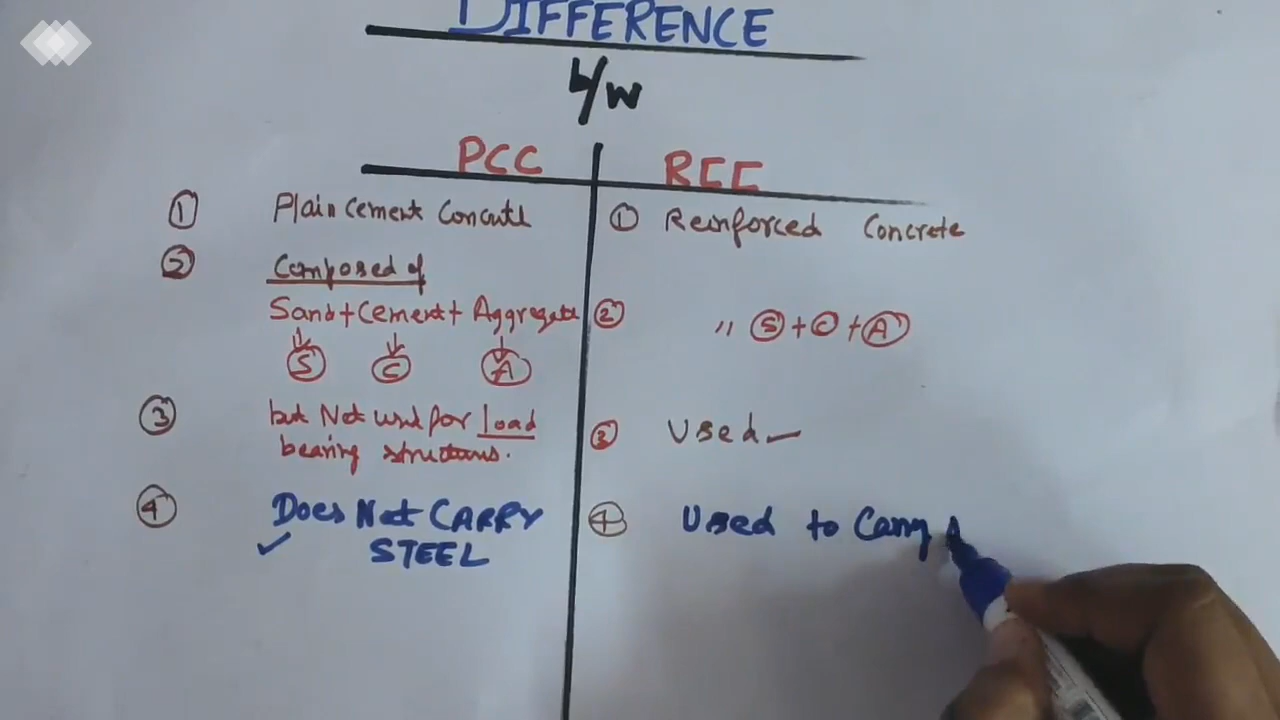 DIFFERENCE
b/w
PCC
RCC
① Plain cement Concrete
① Reinforced Concrete
② Composed of
Sand + Cement + Aggregate
S C A
② " S + C + A
③ but Not used for load
bearing structures.
③ Used
④ Does Not CARRY
STEEL
④ Used to Carry